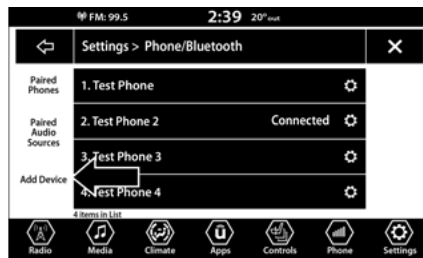 FM: 99.5 2:39 20° out
Settings > Phone/Bluetooth
Paired
Phones
1. Test Phone
Paired
Audio
Sources
2. Test Phone 2 Connected
3. Test Phone 3
Add Device
4. Test Phone 4
4 items in List
Radio Media Climate Apps Controls Phone Settings